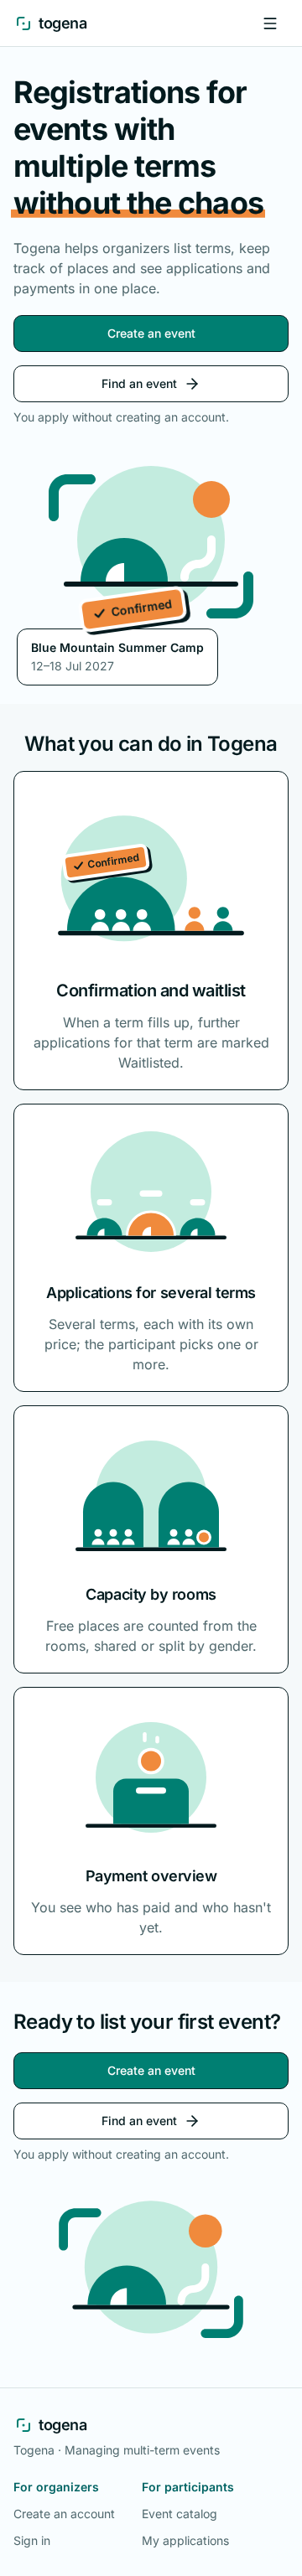 togena
Registrations for
events with
multiple terms
without the chaos
Togena helps organizers list terms, keep
track of places and see applications and
payments in one place.
Create an event
Find an event
You apply without creating an account.
Confirmed
Blue Mountain Summer Camp
12–18 Jul 2027
What you can do in Togena
Confirmed
Confirmation and waitlist
When a term fills up, further
applications for that term are marked
Waitlisted.
Applications for several terms
Several terms, each with its own
price; the participant picks one or
more.
Capacity by rooms
Free places are counted from the
rooms, shared or split by gender.
Payment overview
You see who has paid and who hasn't
yet.
Ready to list your first event?
Create an event
Find an event
You apply without creating an account.
togena
Togena · Managing multi-term events
For organizers
For participants
Create an account
Event catalog
Sign in
My applications